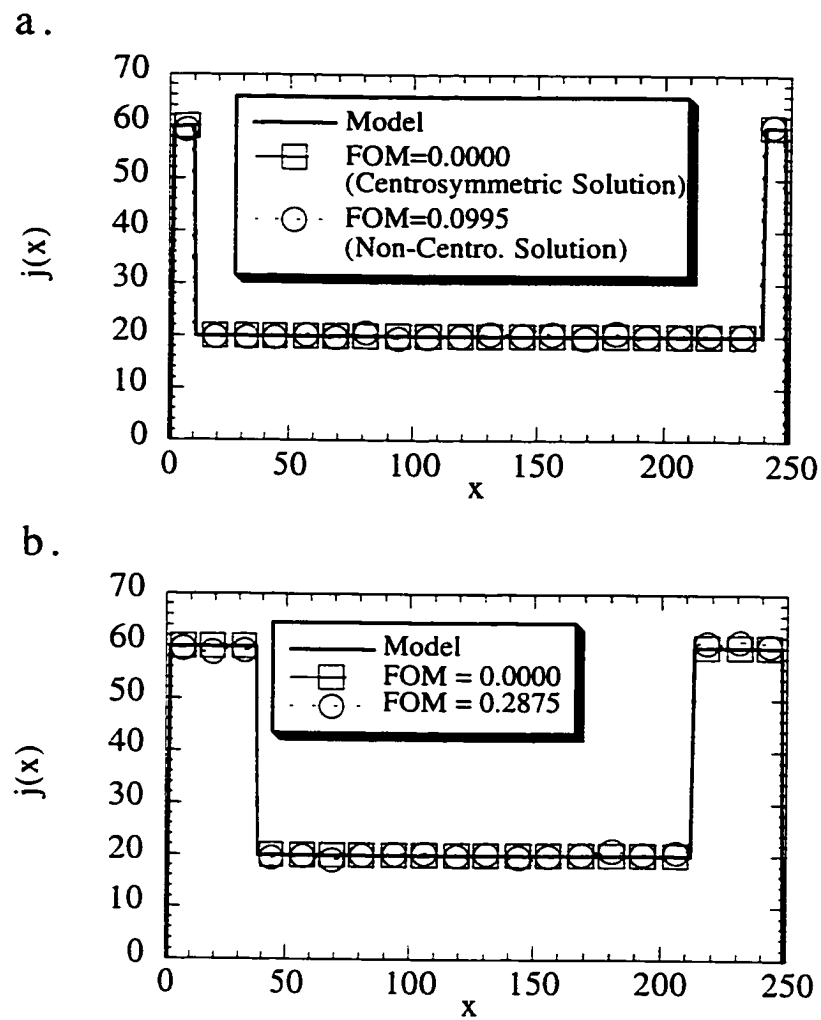 a.
70
60
50
40
30
20
10
0
j(x)
Model
FOM=0.0000
(Centrosymmetric Solution)
FOM=0.0995
(Non-Centro. Solution)
0 50 100 150 200 250
x
b.
70
60
50
40
30
20
10
0
j(x)
Model
FOM = 0.0000
FOM = 0.2875
0 50 100 150 200 250
x